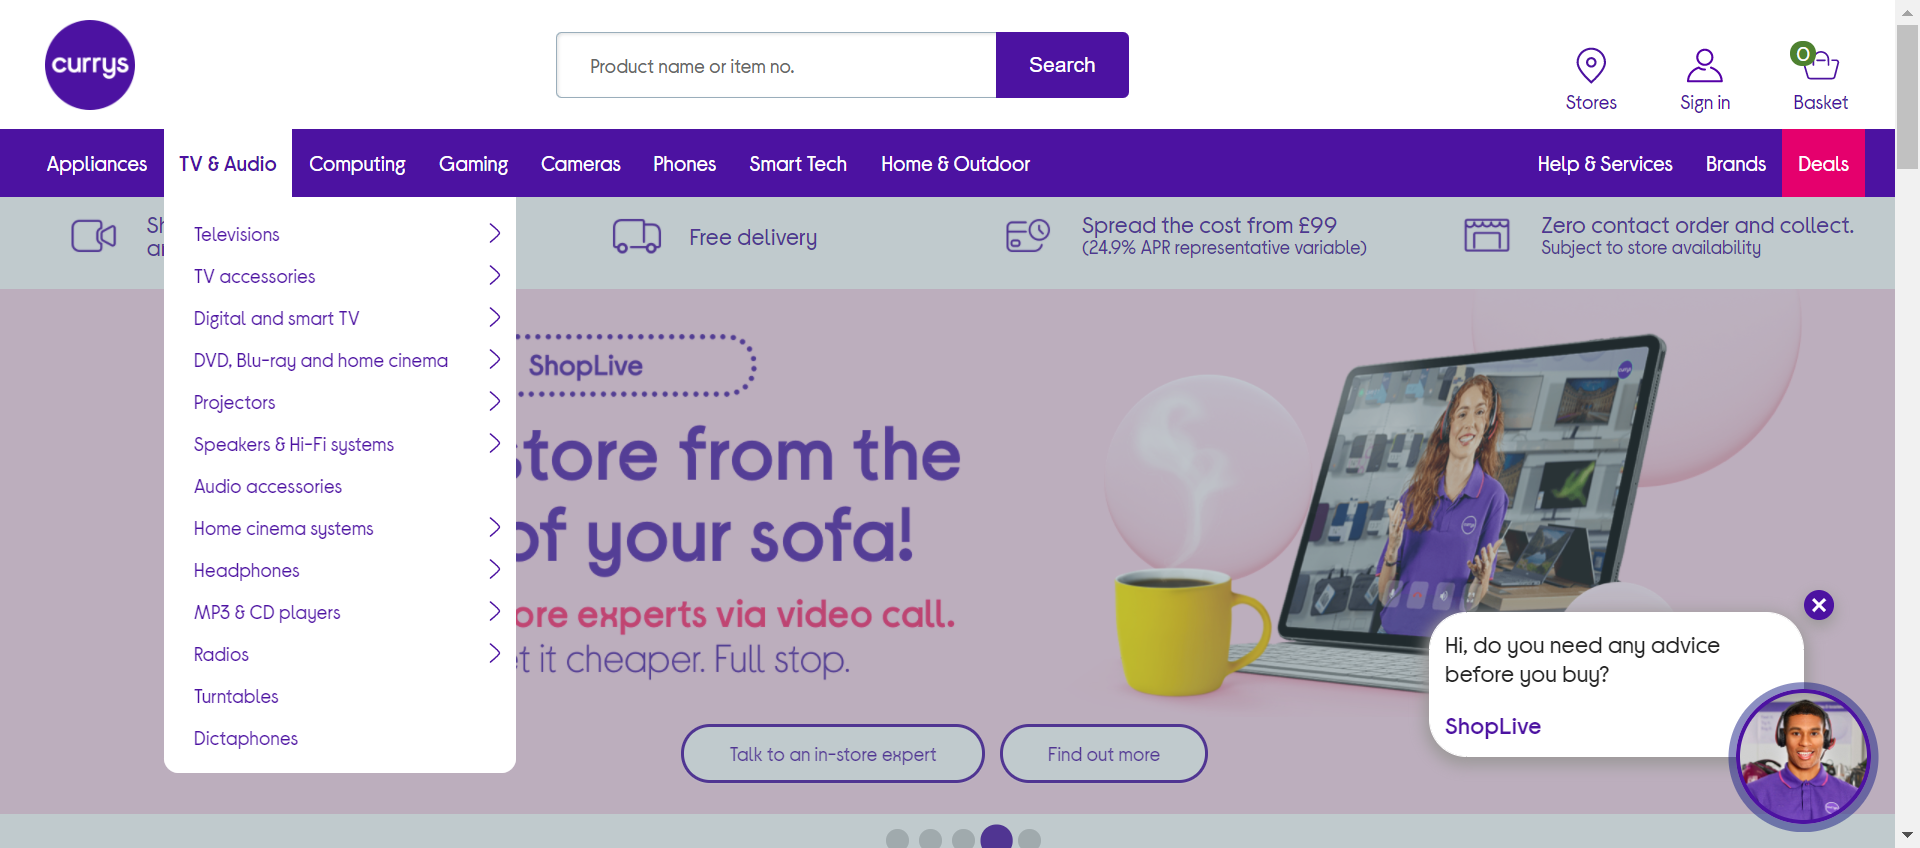 currys
Product name or item no.
Search
Stores
Sign in
0
Basket
Appliances
TV & Audio
Computing
Gaming
Cameras
Phones
Smart Tech
Home & Outdoor
Help & Services
Brands
Deals
Free delivery
Spread the cost from £99
(24.9% APR representative variable)
Zero contact order and collect.
Subject to store availability
Televisions
TV accessories
Digital and smart TV
DVD, Blu-ray and home cinema
Projectors
Speakers & Hi-Fi systems
Audio accessories
Home cinema systems
Headphones
MP3 & CD players
Radios
Turntables
Dictaphones
ShopLive
store from the
of your sofa!
experts via video call.
it cheaper. Full stop.
Talk to an in-store expert
Find out more
Hi, do you need any advice
before you buy?
ShopLive